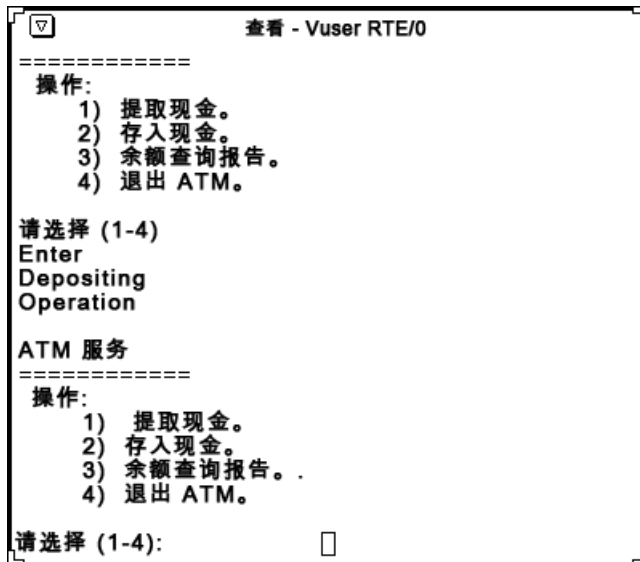 查看 - Vuser RTE/0
============
操作:
1) 提取现金。
2) 存入现金。
3) 余额查询报告。
4) 退出 ATM。
请选择 (1-4)
Enter
Depositing
Operation
ATM 服务
============
操作:
1) 提取现金。
2) 存入现金。
3) 余额查询报告。.
4) 退出 ATM。
请选择 (1-4):